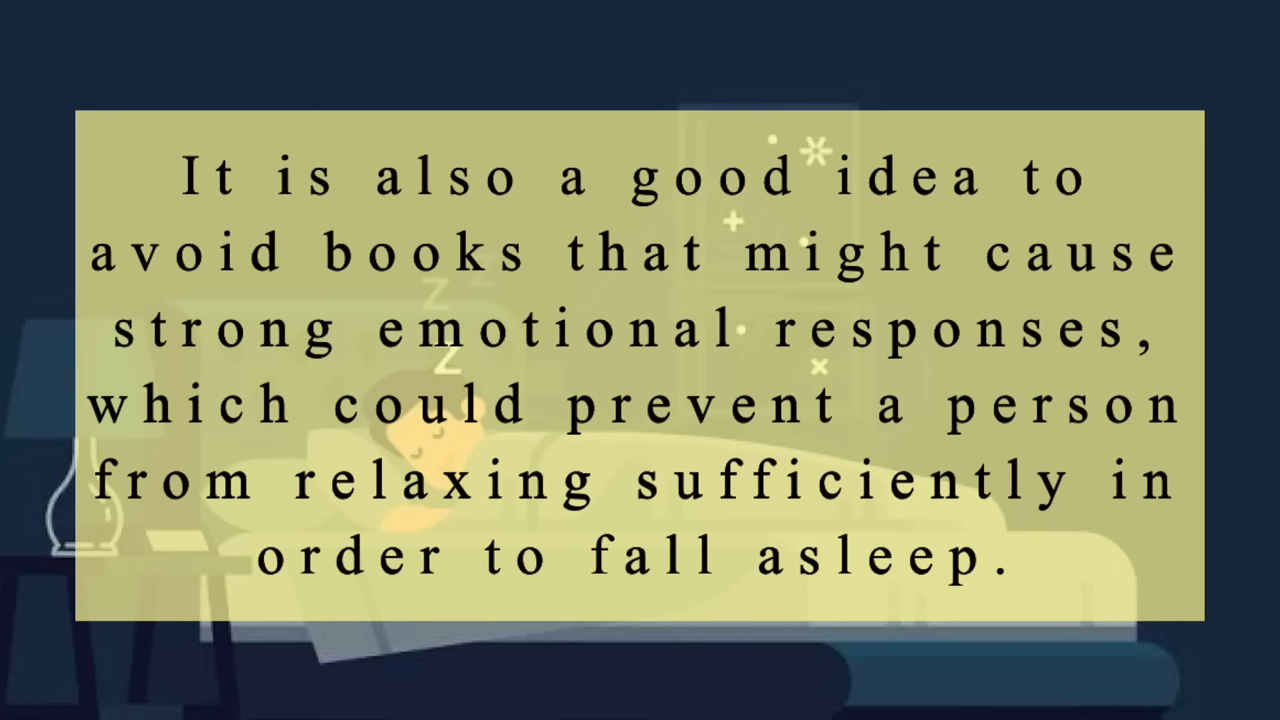 It is also a good idea to
avoid books that might cause
strong emotional responses,
which could prevent a person
from relaxing sufficiently in
order to fall asleep.
Z
Z